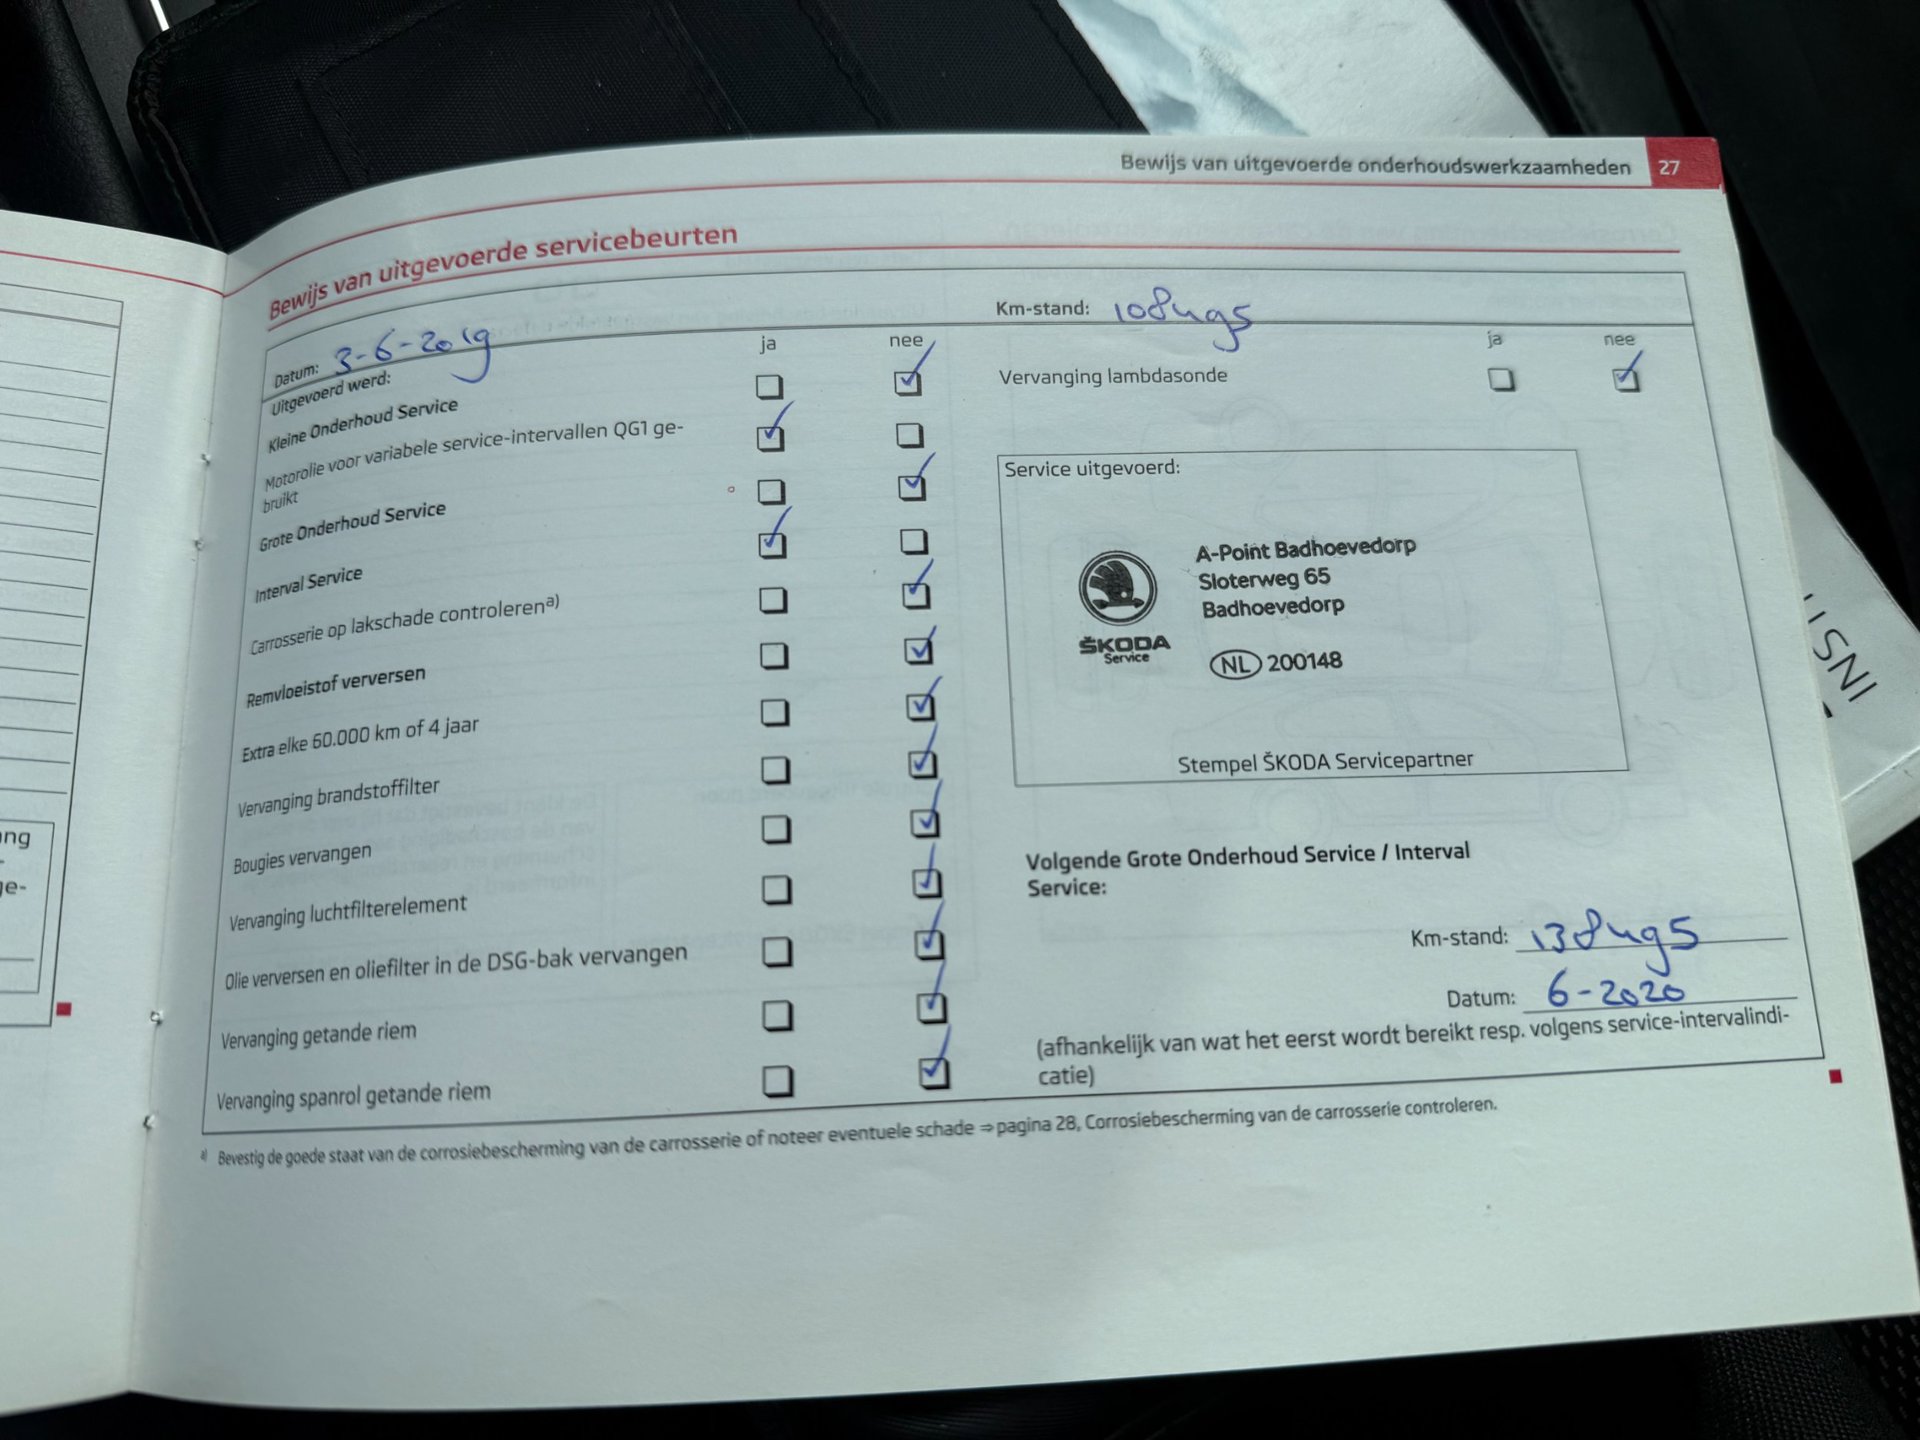 Bewijs van uitgevoerde onderhoudswerkzaamheden 27
Bewijs van uitgevoerde servicebeurten
Datum: 3-6-2019
Km-stand: 108495
Uitgevoerd werd:
ja nee
Kleine Onderhoud Service
Motorolie voor variabele service-intervallen QG1 ge-
bruikt
Grote Onderhoud Service
Interval Service
Carrosserie op lakschade controlerena)
Remvloeistof verversen
Extra elke 60.000 km of 4 jaar
Vervanging brandstoffilter
Bougies vervangen
Vervanging luchtfilterelement
Olie verversen en oliefilter in de DSG-bak vervangen
Vervanging getande riem
Vervanging spanrol getande riem
ja nee
Vervanging lambdasonde
Service uitgevoerd:
ŠKODA
Service
A-Point Badhoevedorp
Sloterweg 65
Badhoevedorp
NL 200148
Stempel ŠKODA Servicepartner
Volgende Grote Onderhoud Service / Interval
Service:
Km-stand: 138495
Datum: 6-2020
(afhankelijk van wat het eerst wordt bereikt resp. volgens service-intervalindi-
catie)
a) Bevestig de goede staat van de corrosiebescherming van de carrosserie of noteer eventuele schade ⇒ pagina 28, Corrosiebescherming van de carrosserie controleren.
ang
ge-